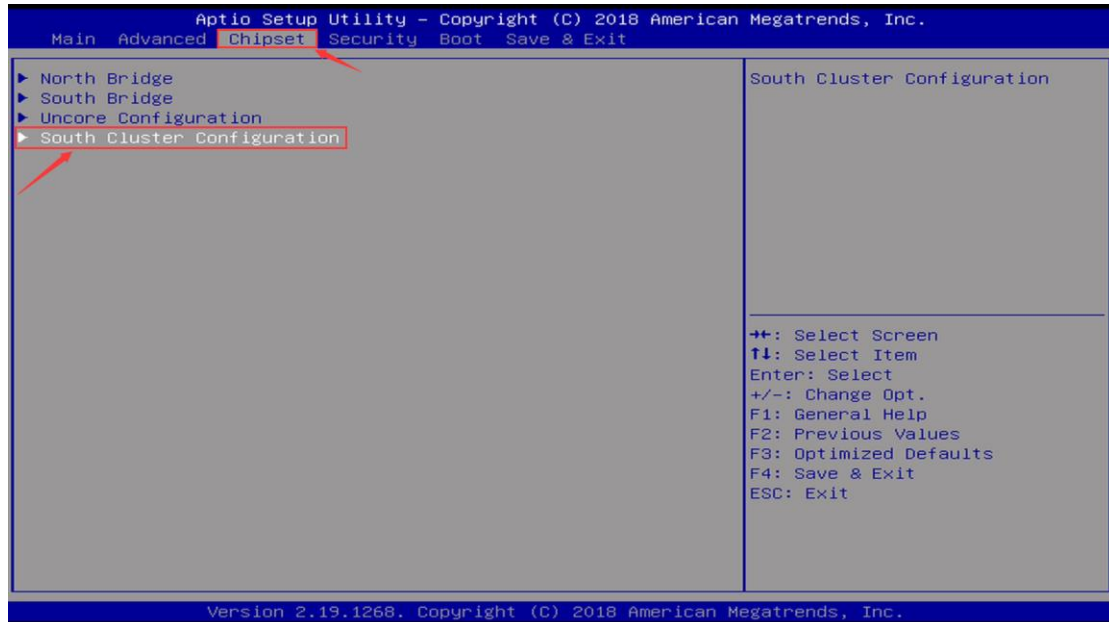 Aptio Setup Utility – Copyright (C) 2018 American Megatrends, Inc.
Main Advanced Chipset Security Boot Save & Exit
► North Bridge
► South Bridge
► Uncore Configuration
► South Cluster Configuration
South Cluster Configuration
→←: Select Screen
↑↓: Select Item
Enter: Select
+/-: Change Opt.
F1: General Help
F2: Previous Values
F3: Optimized Defaults
F4: Save & Exit
ESC: Exit
Version 2.19.1268. Copyright (C) 2018 American Megatrends, Inc.